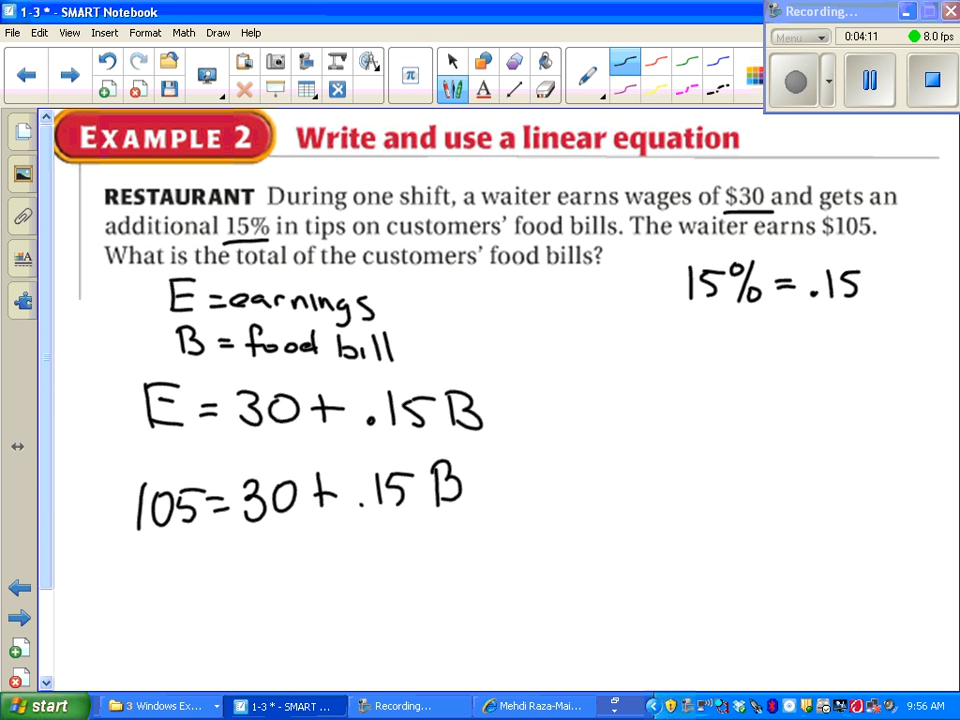 1-3 * - SMART Notebook
Recording...
File Edit View Insert Format Math Draw Help
Menu
0:04:11
8.0 fps
EXAMPLE 2 Write and use a linear equation
RESTAURANT During one shift, a waiter earns wages of $30 and gets an
additional 15% in tips on customers' food bills. The waiter earns $105.
What is the total of the customers' food bills?
15% = .15
E = earnings
B = food bill
E = 30 + .15 B
105 = 30 + .15 B
start
3 Windows Ex...
1-3 * - SMART ...
Recording...
Mehdi Raza-Mai...
9:56 AM